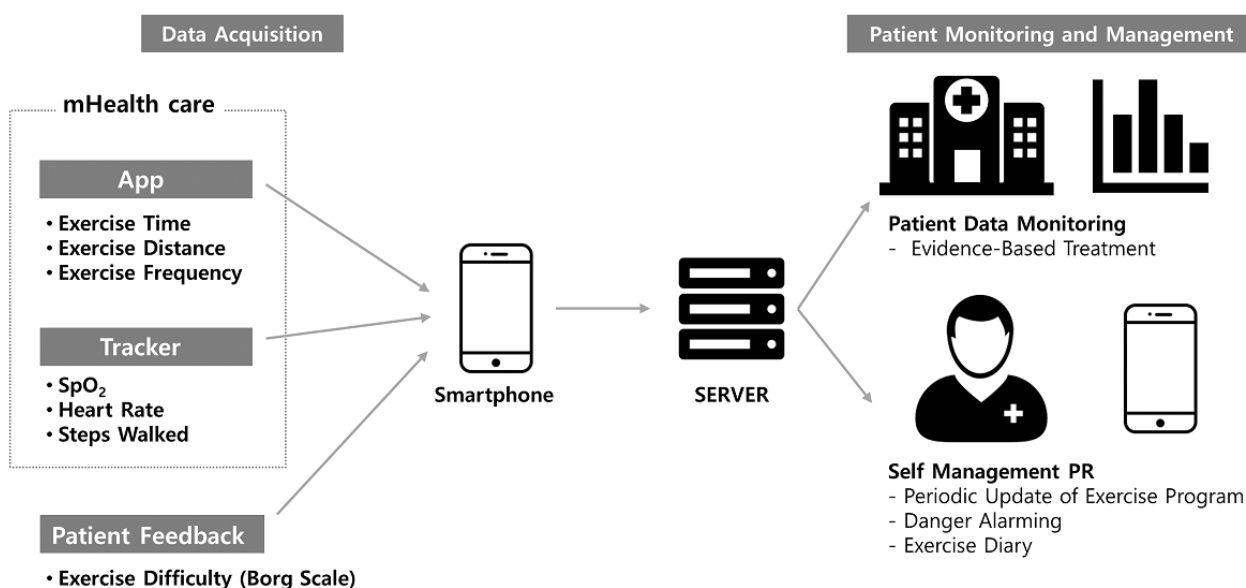 Data Acquisition
Patient Monitoring and Management
mHealth care
App
• Exercise Time
• Exercise Distance
• Exercise Frequency
Tracker
• SpO₂
• Heart Rate
• Steps Walked
Patient Feedback
• Exercise Difficulty (Borg Scale)
Smartphone
SERVER
Patient Data Monitoring
- Evidence-Based Treatment
Self Management PR
- Periodic Update of Exercise Program
- Danger Alarming
- Exercise Diary